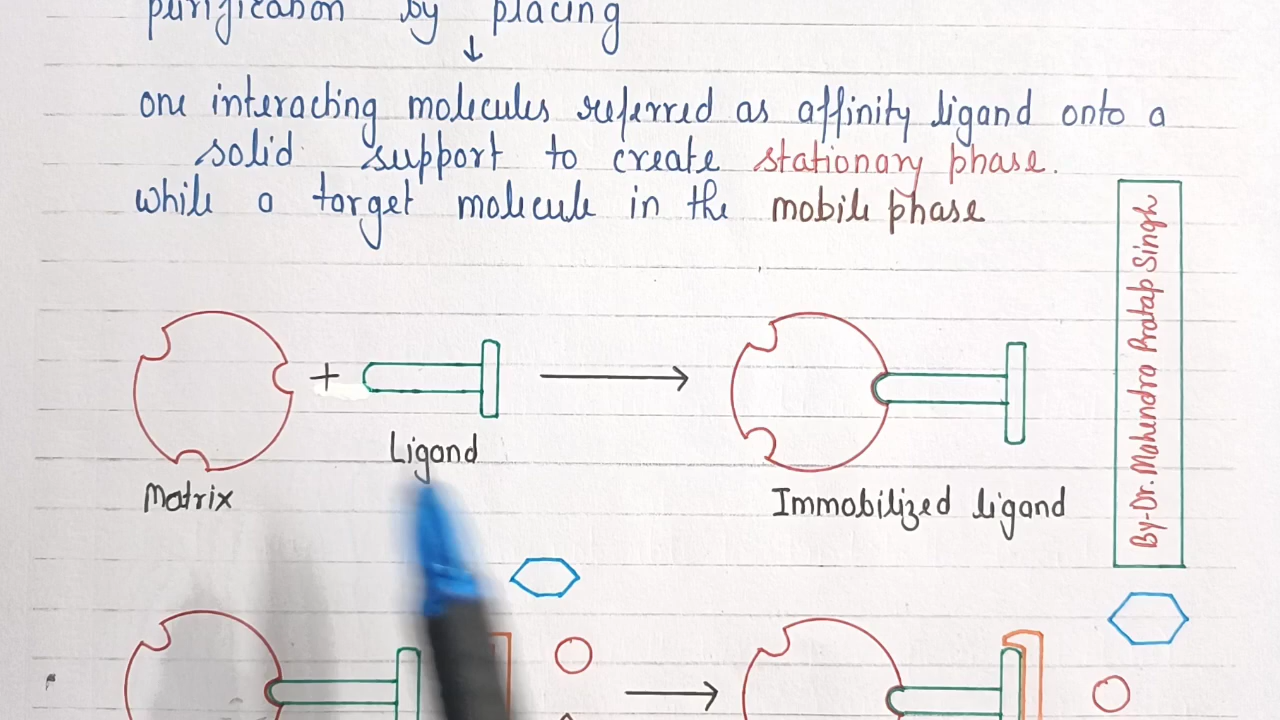 purification by placing
↓
one interacting molecules referred as affinity ligand onto a
solid support to create stationary phase.
while a target molecule in the mobile phase
+
Ligand
Matrix
Immobilized ligand
By-Dr. Mahendra Pratap Singh